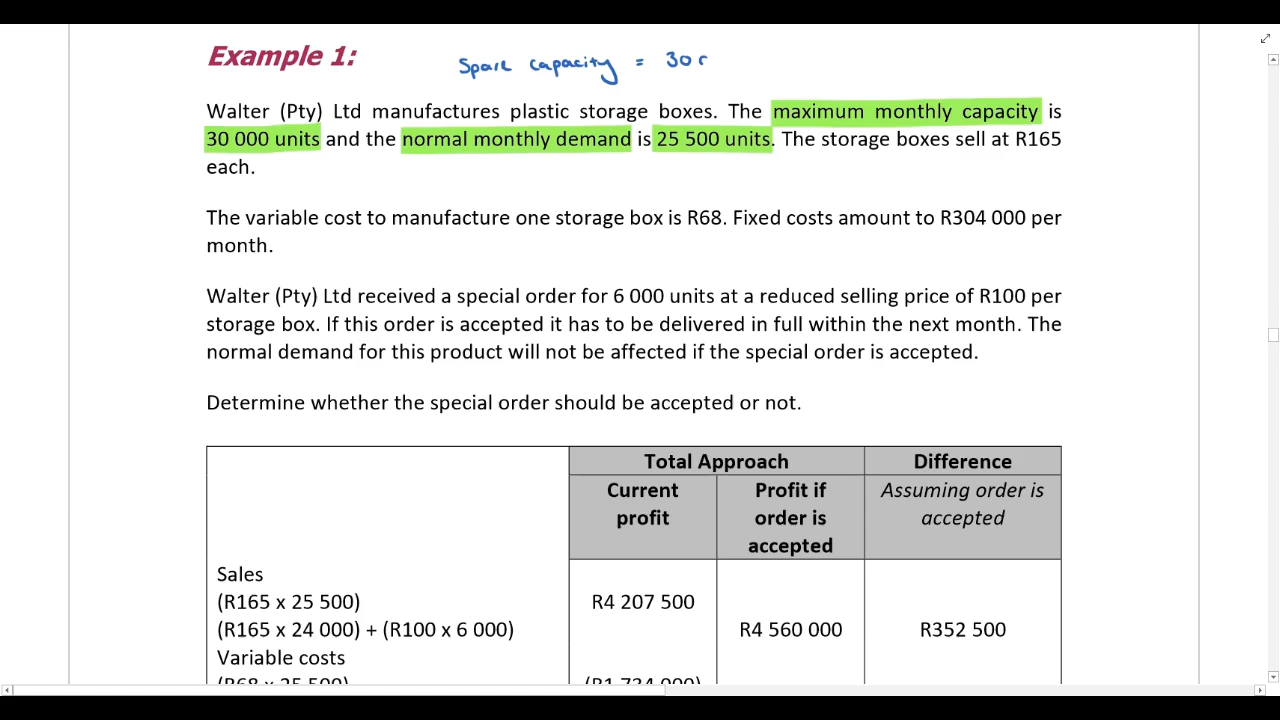 Example 1:
Spare capacity = 30
Walter (Pty) Ltd manufactures plastic storage boxes. The maximum monthly capacity is
30 000 units and the normal monthly demand is 25 500 units. The storage boxes sell at R165
each.
The variable cost to manufacture one storage box is R68. Fixed costs amount to R304 000 per
month.
Walter (Pty) Ltd received a special order for 6 000 units at a reduced selling price of R100 per
storage box. If this order is accepted it has to be delivered in full within the next month. The
normal demand for this product will not be affected if the special order is accepted.
Determine whether the special order should be accepted or not.
Total Approach Difference
Current profit Profit if order is accepted Assuming order is accepted
Sales
(R165 x 25 500) R4 207 500
(R165 x 24 000) + (R100 x 6 000) R4 560 000 R352 500
Variable costs
(R68 x 25 500) (R1 734 000)